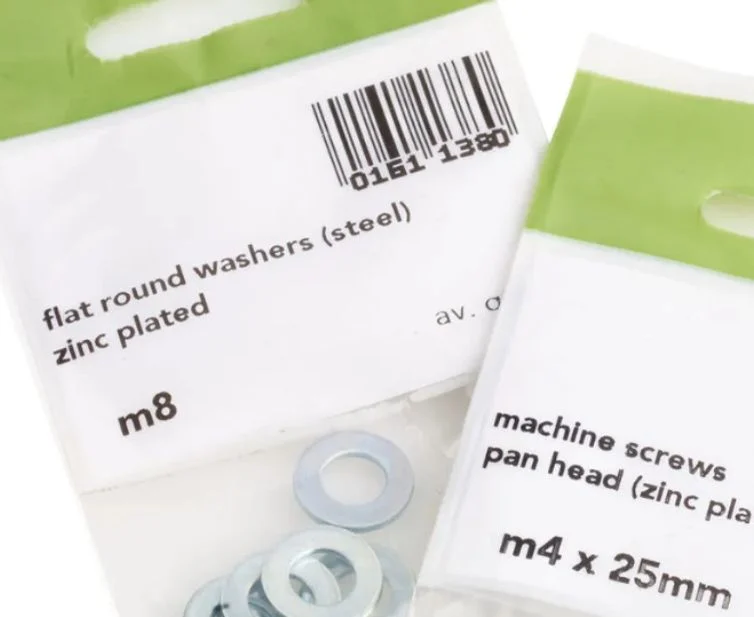 0161 1380
flat round washers (steel)
zinc plated
av.
m8
machine screws
pan head (zinc pla
m4 x 25mm